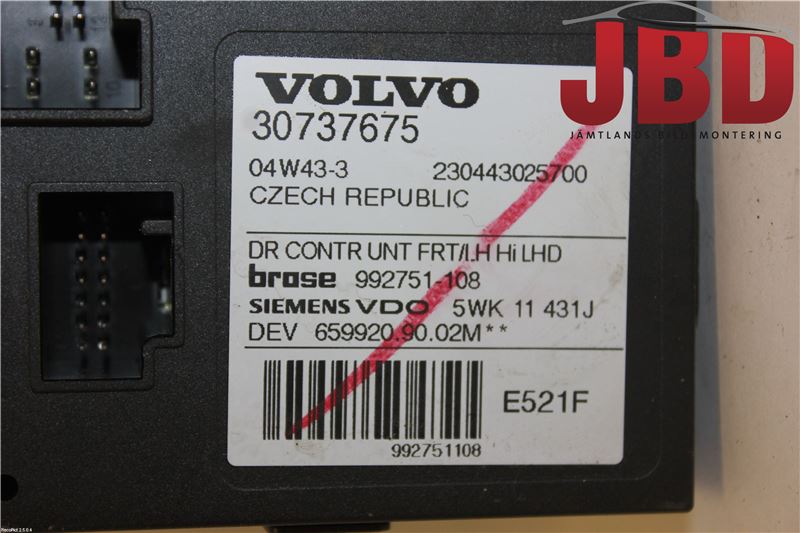 JBD
JÄMTLANDS BILDEMONTERING
VOLVO
30737675
04W43-3 230443025700
CZECH REPUBLIC
DR CONTR UNT FRT/LH Hi LHD
brose 992751 108
SIEMENS VDO 5WK 11 431J
DEV 659920.90.02M**
E521F
992751108